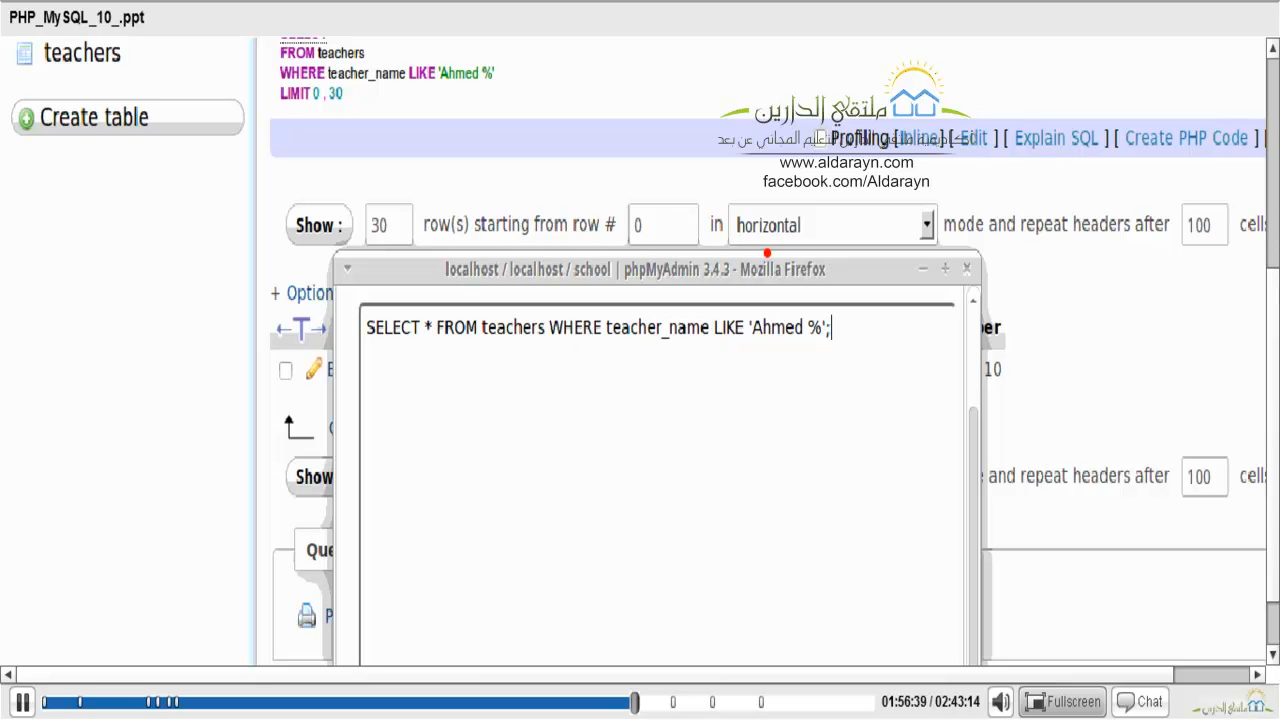 PHP_MySQL_10_.ppt
teachers
Create table
FROM teachers
WHERE teacher_name LIKE 'Ahmed %'
LIMIT 0 , 30
ملتقى الدارين
Profiling [Inline] [ Edit ] [ Explain SQL ] [ Create PHP Code ]
www.aldarayn.com
facebook.com/Aldarayn
Show : 30 row(s) starting from row # 0 in horizontal mode and repeat headers after 100 cells
localhost / localhost / school | phpMyAdmin 3.4.3 - Mozilla Firefox
+ Option
←T→
SELECT * FROM teachers WHERE teacher_name LIKE 'Ahmed %';
10
Show
and repeat headers after 100 cells
01:56:39 / 02:43:14
Fullscreen
Chat
ملتقى الدارين